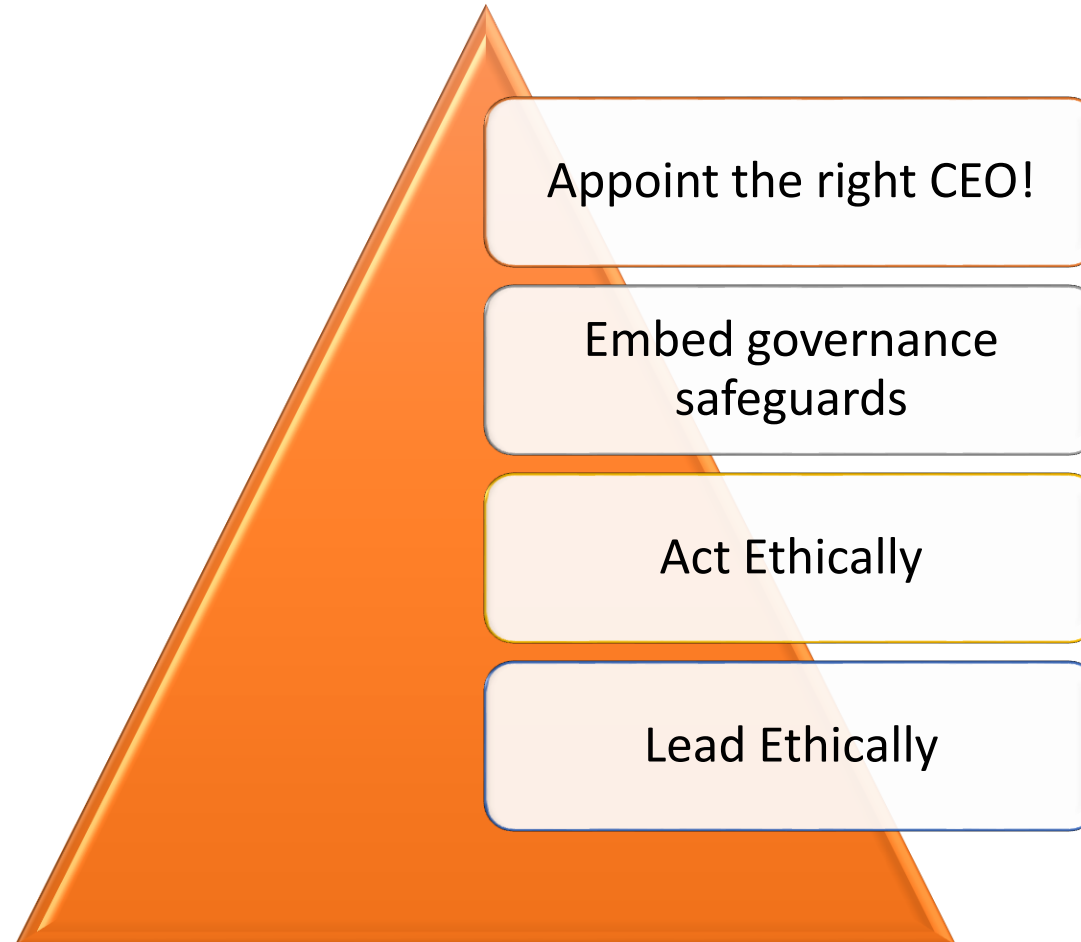 Appoint the right CEO!
Embed governance
safeguards
Act Ethically
Lead Ethically